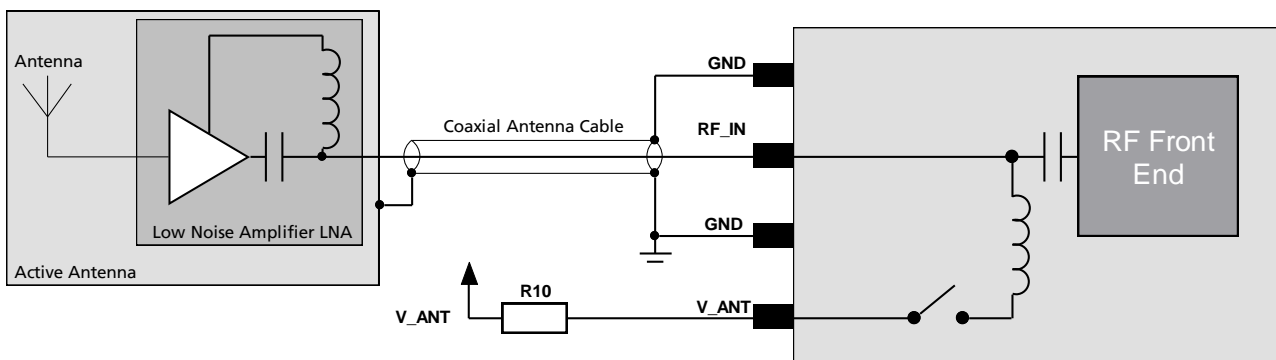 Antenna
Low Noise Amplifier LNA
Active Antenna
Coaxial Antenna Cable
GND
RF_IN
GND
R10
V_ANT
V_ANT
RF Front
End